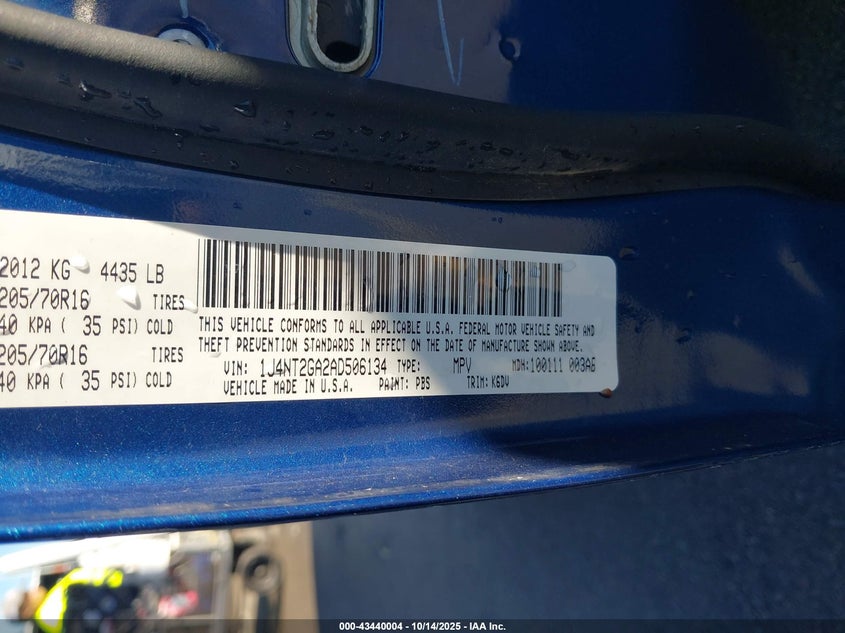 2012 KG 4435 LB
205/70R16 TIRES
40 KPA ( 35 PSI) COLD
205/70R16 TIRES
40 KPA ( 35 PSI) COLD
THIS VEHICLE CONFORMS TO ALL APPLICABLE U.S.A. FEDERAL MOTOR VEHICLE SAFETY AND
THEFT PREVENTION STANDARDS IN EFFECT ON THE DATE OF MANUFACTURE SHOWN ABOVE.
VIN: 1J4NT2GA2AD506134 TYPE: MPV MDH:100111 003A6
VEHICLE MADE IN U.S.A. PAINT: PBS TRIM: K6DV
000-43440004 | 10/14/2025 - IAA Inc.